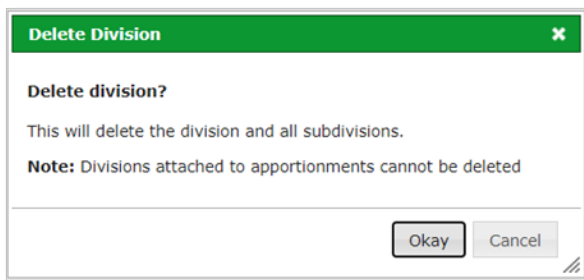 Delete Division
Delete division?
This will delete the division and all subdivisions.
Note: Divisions attached to apportionments cannot be deleted
Okay Cancel